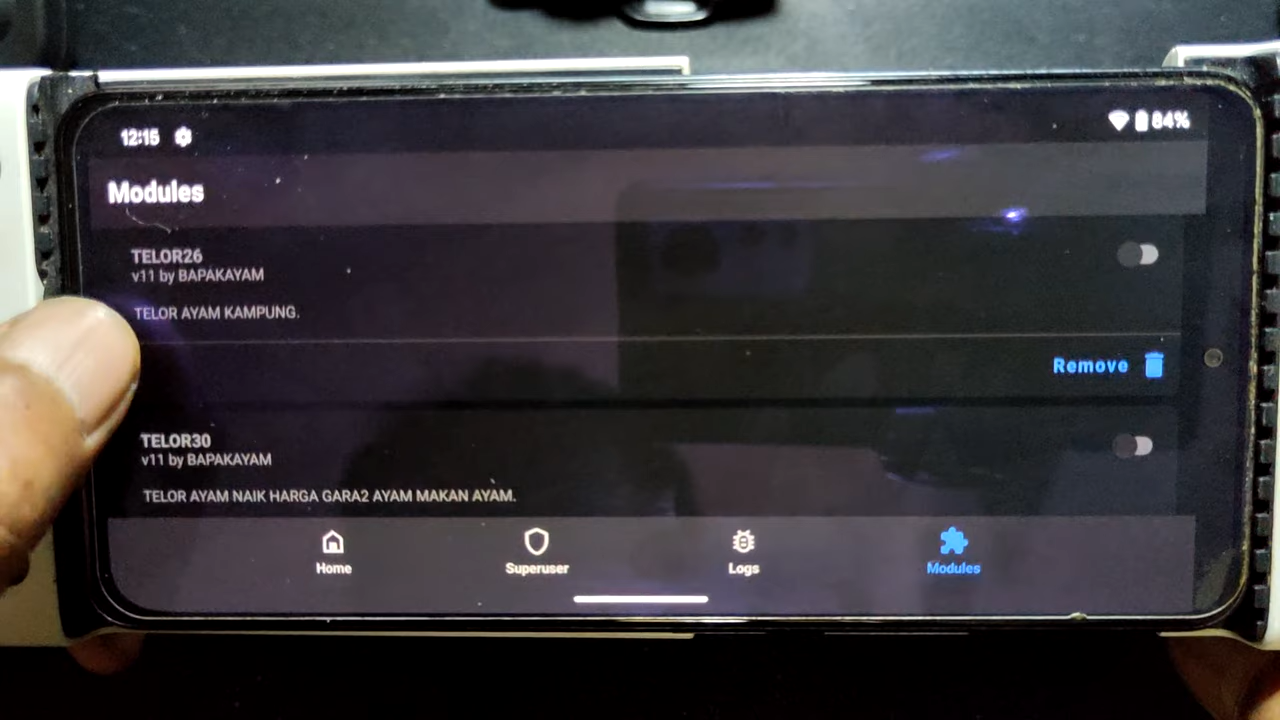 12:15
84%
Modules
TELOR26
v11 by BAPAKAYAM
TELOR AYAM KAMPUNG.
Remove
TELOR30
v11 by BAPAKAYAM
TELOR AYAM NAIK HARGA GARA2 AYAM MAKAN AYAM.
Home
Superuser
Logs
Modules